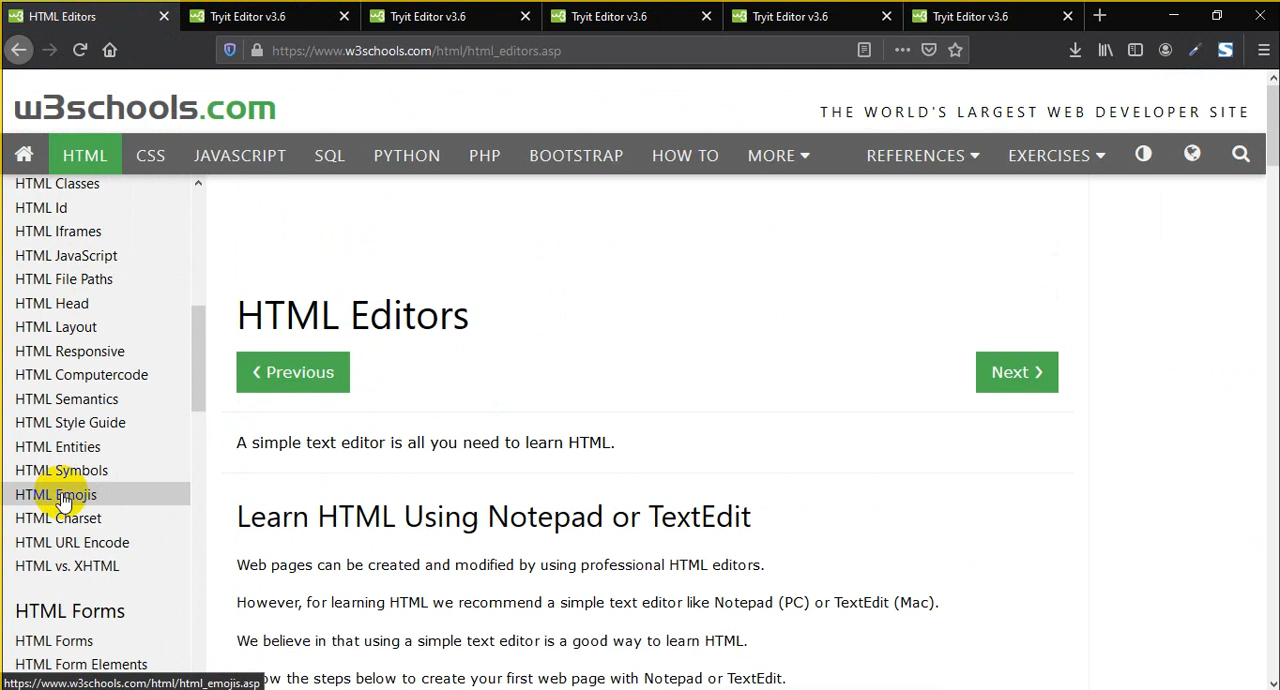 HTML Editors
Tryit Editor v3.6
Tryit Editor v3.6
Tryit Editor v3.6
Tryit Editor v3.6
Tryit Editor v3.6
https://www.w3schools.com/html/html_editors.asp
w3schools.com
THE WORLD'S LARGEST WEB DEVELOPER SITE
HTML
CSS
JAVASCRIPT
SQL
PYTHON
PHP
BOOTSTRAP
HOW TO
MORE
REFERENCES
EXERCISES
HTML Classes
HTML Id
HTML Iframes
HTML JavaScript
HTML File Paths
HTML Head
HTML Layout
HTML Responsive
HTML Computercode
HTML Semantics
HTML Style Guide
HTML Entities
HTML Symbols
HTML Emojis
HTML Charset
HTML URL Encode
HTML vs. XHTML
HTML Forms
HTML Forms
HTML Form Elements
HTML Editors
❮ Previous
Next ❯
A simple text editor is all you need to learn HTML.
Learn HTML Using Notepad or TextEdit
Web pages can be created and modified by using professional HTML editors.
However, for learning HTML we recommend a simple text editor like Notepad (PC) or TextEdit (Mac).
We believe in that using a simple text editor is a good way to learn HTML.
ow the steps below to create your first web page with Notepad or TextEdit.
https://www.w3schools.com/html/html_emojis.asp